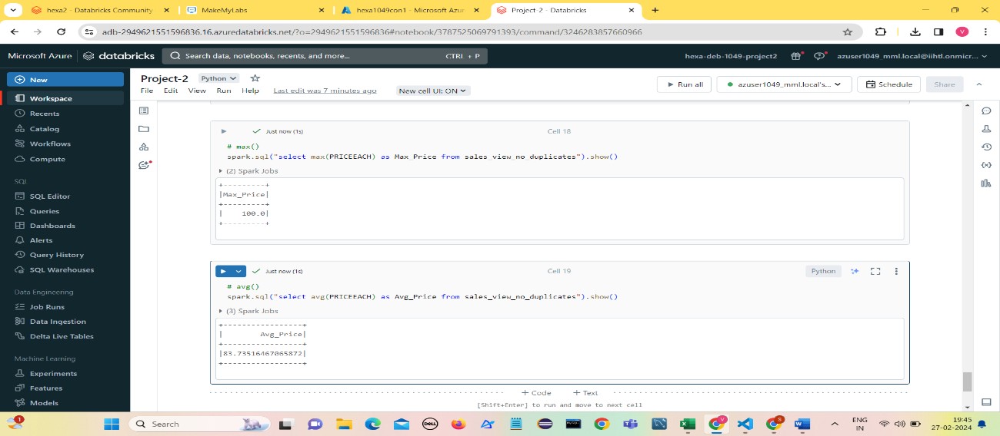 hexa2 - Databricks Community
MakeMyLabs
hexa1049con1 - Microsoft Azur
Project-2 - Databricks
adb-2949621551596836.16.azuredatabricks.net/?o=2949621551596836#notebook/3787525069791393/command/3246283857660966
V
Microsoft Azure
databricks
Search data, notebooks, recents, and more...
CTRL + P
hexa-deb-1049-project2
azuser1049_mml.local@iihtl.onmicr...
New
Workspace
Recents
Catalog
Workflows
Compute
SQL
SQL Editor
Queries
Dashboards
Alerts
Query History
SQL Warehouses
Data Engineering
Job Runs
Data Ingestion
Delta Live Tables
Machine Learning
Experiments
Features
Models
Project-2
Python
File Edit View Run Help
Last edit was 7 minutes ago
New cell UI: ON
Run all
azuser1049_mml.local's...
Schedule
Share
Just now (1s)
Cell 18
# max()
spark.sql("select max(PRICEEACH) as Max_Price from sales_view_no_duplicates").show()
(2) Spark Jobs
+---------+
|Max_Price|
+---------+
|    100.0|
+---------+
Just now (1s)
Cell 19
Python
# avg()
spark.sql("select avg(PRICEEACH) as Avg_Price from sales_view_no_duplicates").show()
(3) Spark Jobs
+-----------------+
|        Avg_Price|
+-----------------+
|83.73516467065872|
+-----------------+
+ Code + Text
[Shift+Enter] to run and move to next cell
1
Search
DELL
ENG
IN
19:45
27-02-2024